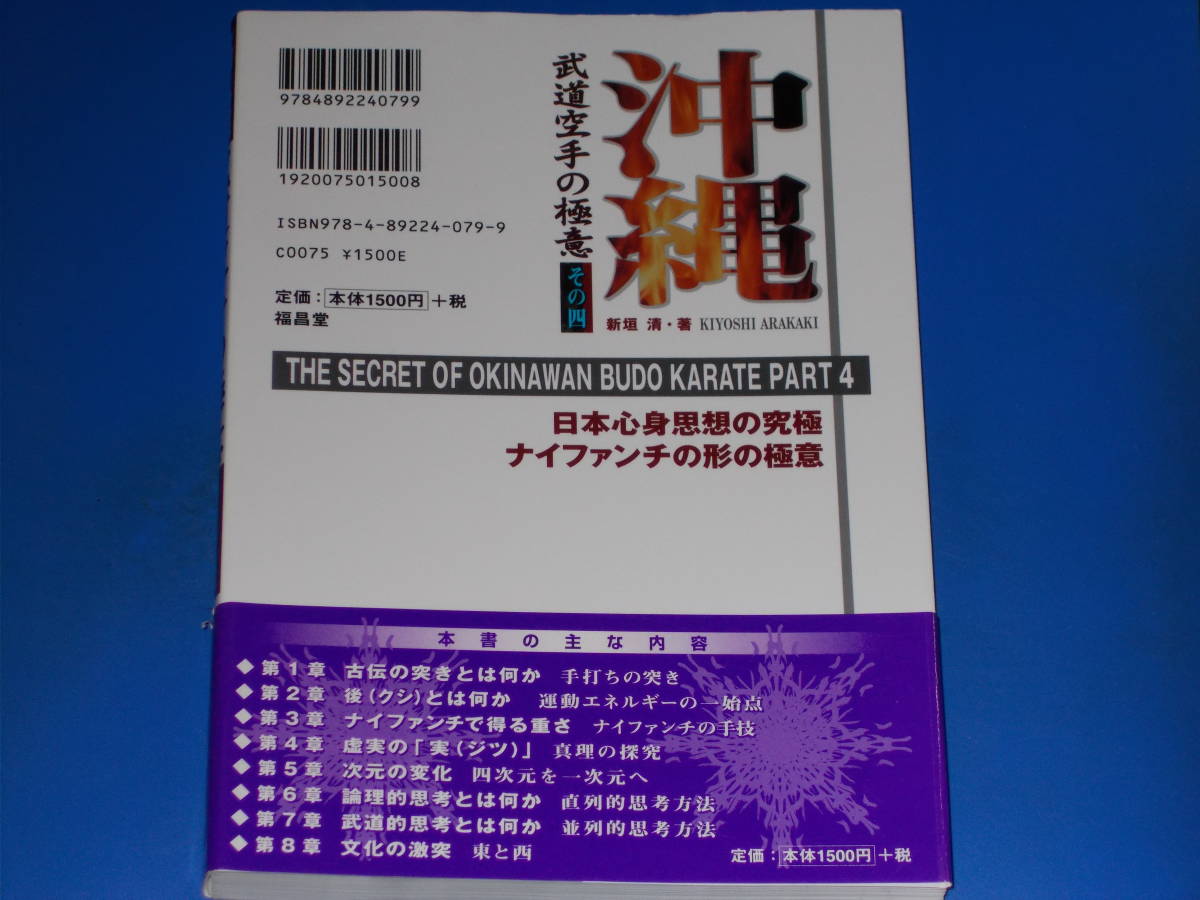 沖縄
武道空手の極意
その四
新垣 清・著 KIYOSHI ARAKAKI
9784892240799
1920075015008
ISBN978-4-89224-079-9
C0075 ¥1500E
定価：本体1500円＋税
福昌堂
THE SECRET OF OKINAWAN BUDO KARATE PART 4
日本心身思想の究極
ナイファンチの形の極意
本書の主な内容
◆第1章 古伝の突きとは何か 手打ちの突き
◆第2章 後（クシ）とは何か 運動エネルギーの一始点
◆第3章 ナイファンチで得る重さ ナイファンチの手技
◆第4章 虚実の「実（ジツ）」 真理の探究
◆第5章 次元の変化 四次元を一次元へ
◆第6章 論理的思考とは何か 直列的思考方法
◆第7章 武道的思考とは何か 並列的思考方法
◆第8章 文化の激突 東と西
定価：本体1500円＋税